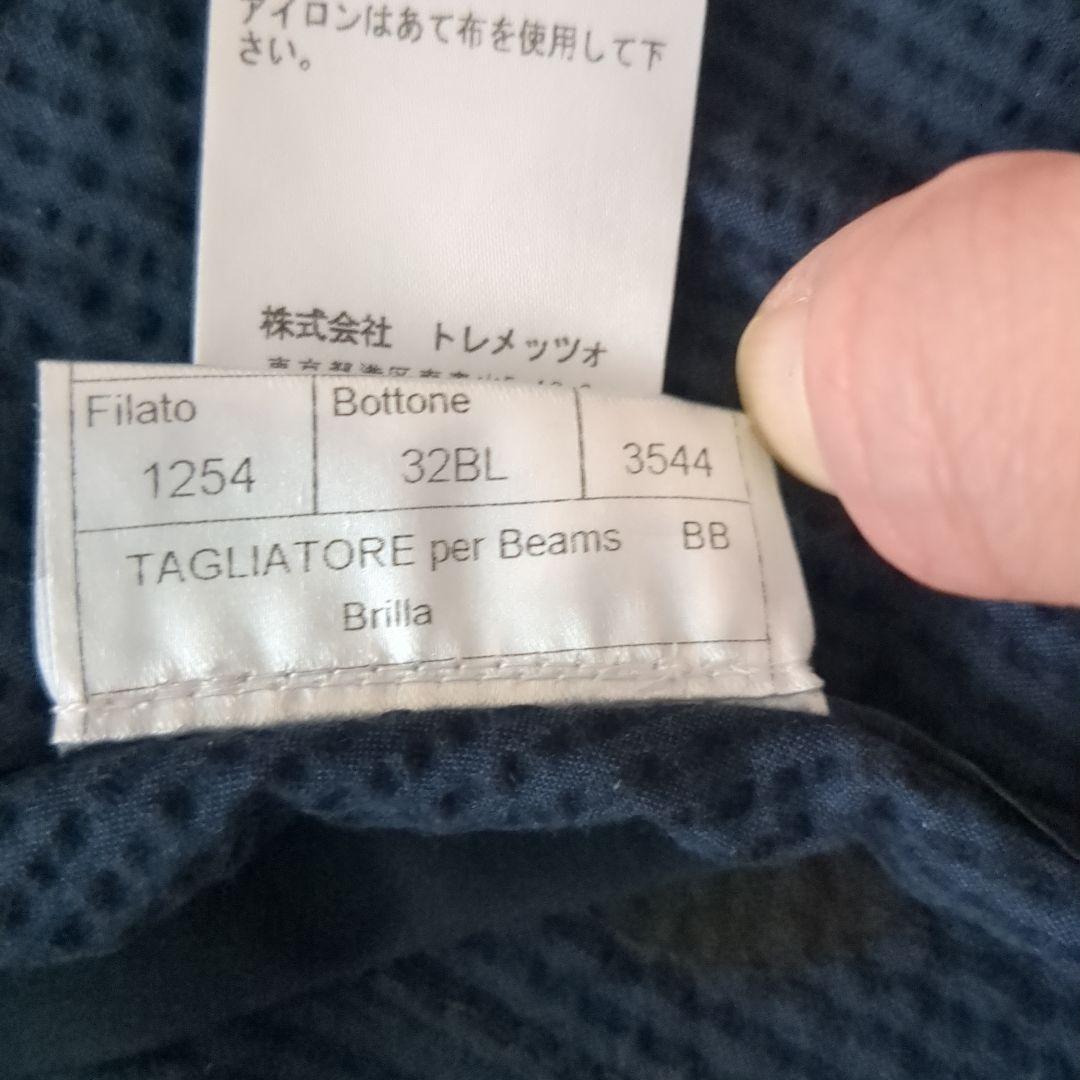 アイロンはあて布を使用して下
さい。
株式会社 トレメッツォ
Filato Bottone
1254 32BL 3544
TAGLIATORE per Beams BB
Brilla